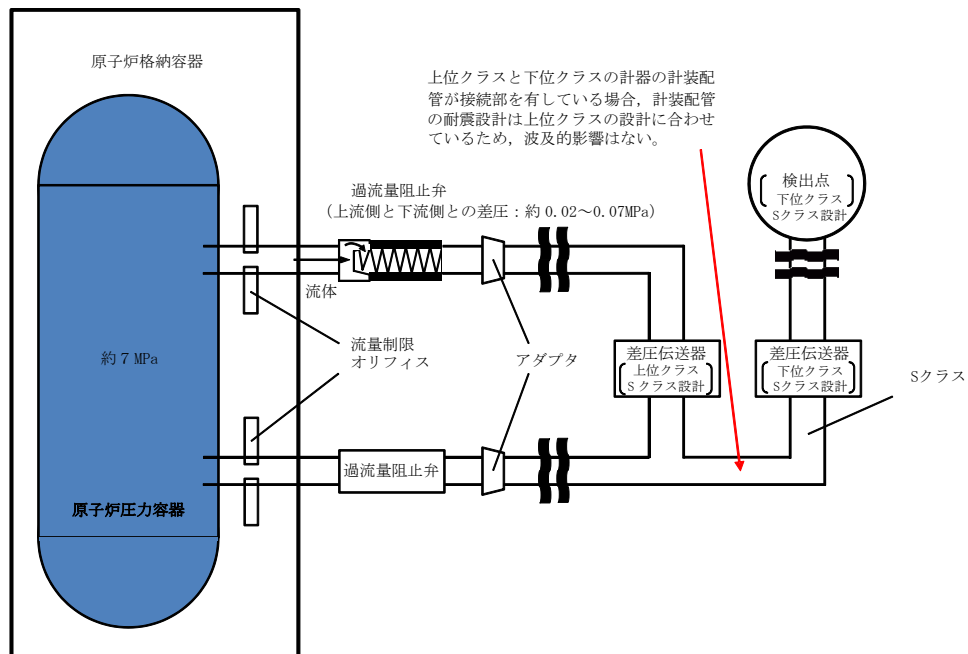 原子炉格納容器
上位クラスと下位クラスの計器の計装配
管が接続部を有している場合，計装配管
の耐震設計は上位クラスの設計に合わせ
ているため，波及的影響はない。
検出点
下位クラス
Sクラス設計
過流量阻止弁
（上流側と下流側との差圧：約 0.02～0.07MPa）
流体
約７MPa
流量制限
オリフィス
アダプタ
差圧伝送器
上位クラス
Ｓクラス設計
差圧伝送器
下位クラス
Sクラス設計
Sクラス
過流量阻止弁
原子炉圧力容器